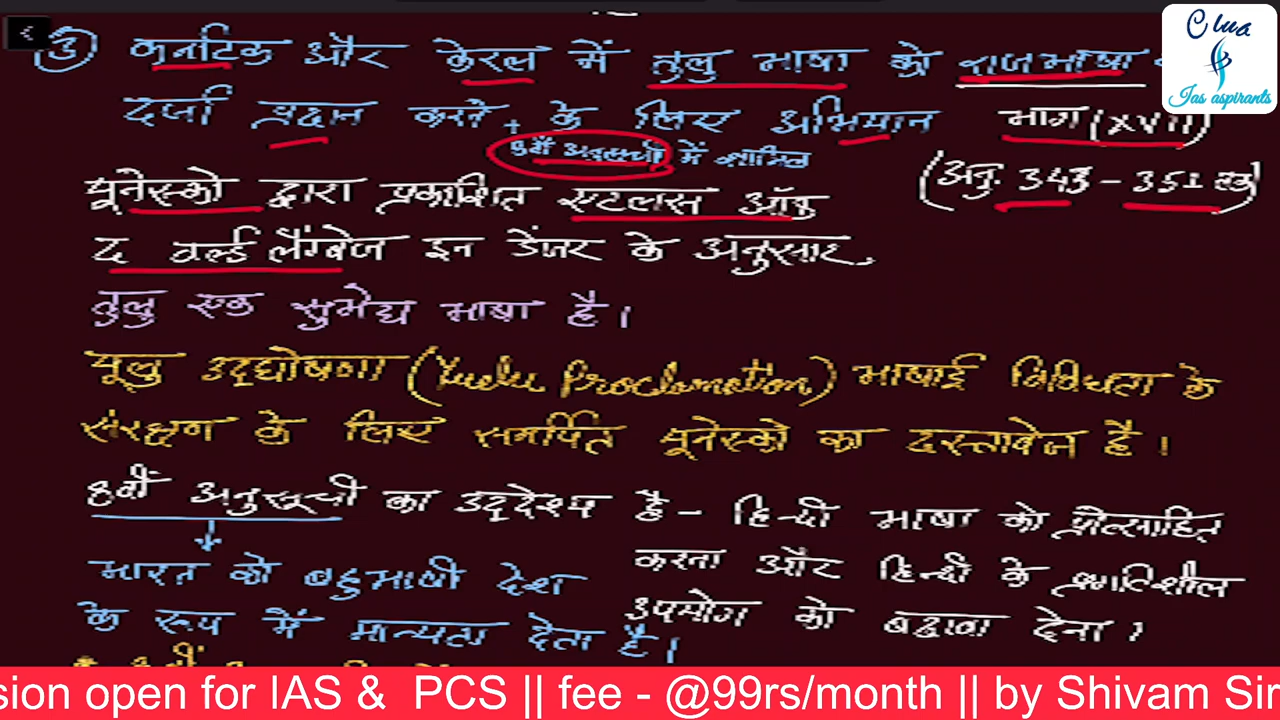 ③ कर्नाटक और केरल में तुलु भाषा को राजभाषा
दर्जा प्रदान करने + के लिए अभियान भाग (XVII)
8वीं अनुसूची में शामिल
(अनु. 343 - 351 तक)
यूनेस्को द्वारा प्रकाशित एटलस ऑफ
द वर्ल्ड लैंग्वेज इन डेंजर के अनुसार,
तुलु एक सुभेद्य भाषा है।
यूलु उद्घोषणा (Yuelu Proclamation) भाषाई विविधता के
संरक्षण के लिए समर्पित यूनेस्को का दस्तावेज है।
8वीं अनुसूची का उद्देश्य है - हिन्दी भाषा को प्रोत्साहित
करना और हिन्दी के प्रगतिशील
उपयोग को बढ़ावा देना।
भारत को बहुभाषी देश
के रूप में मान्यता देता है।
Clua
Ias aspirants
sion open for IAS & PCS || fee - @99rs/month || by Shivam Sin